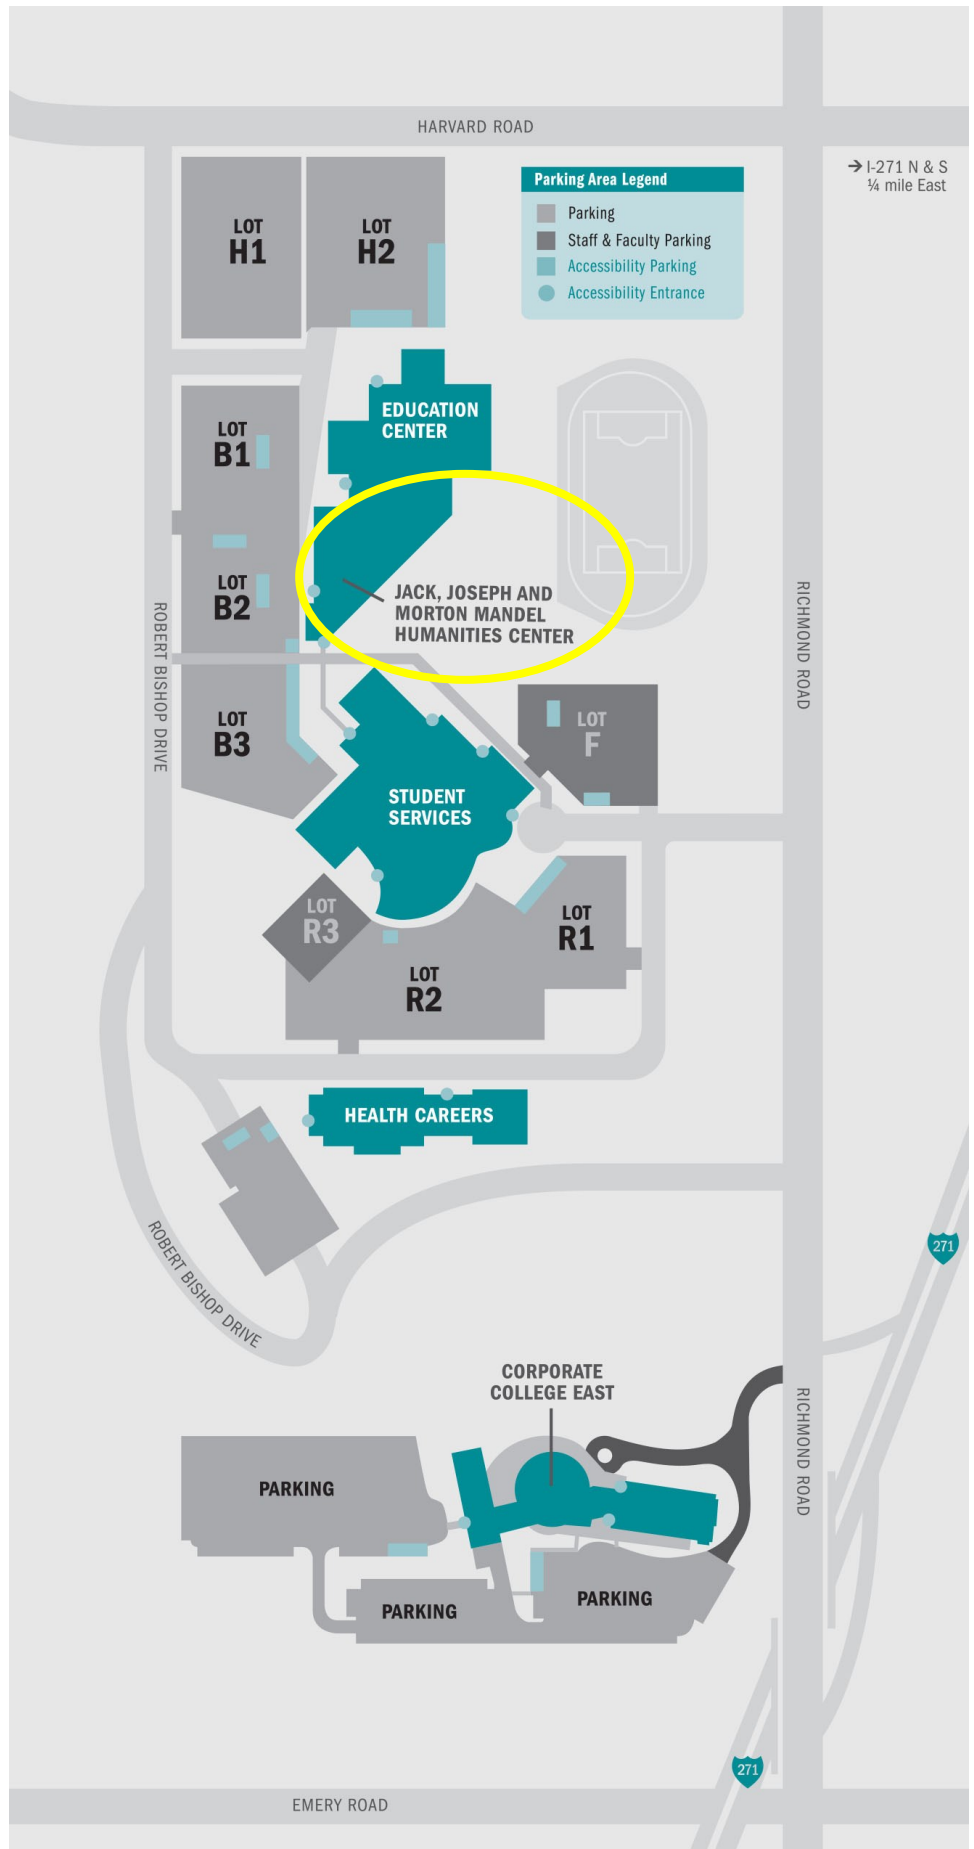 HARVARD ROAD
→ I-271 N & S
¼ mile East
LOT
H1
LOT
H2
Parking Area Legend
Parking
Staff & Faculty Parking
Accessibility Parking
Accessibility Entrance
EDUCATION
CENTER
LOT
B1
LOT
B2
JACK, JOSEPH AND
MORTON MANDEL
HUMANITIES CENTER
ROBERT BISHOP DRIVE
RICHMOND ROAD
LOT
B3
LOT
F
STUDENT
SERVICES
LOT
R3
LOT
R1
LOT
R2
HEALTH CAREERS
ROBERT BISHOP DRIVE
271
CORPORATE
COLLEGE EAST
RICHMOND ROAD
PARKING
PARKING
PARKING
271
EMERY ROAD